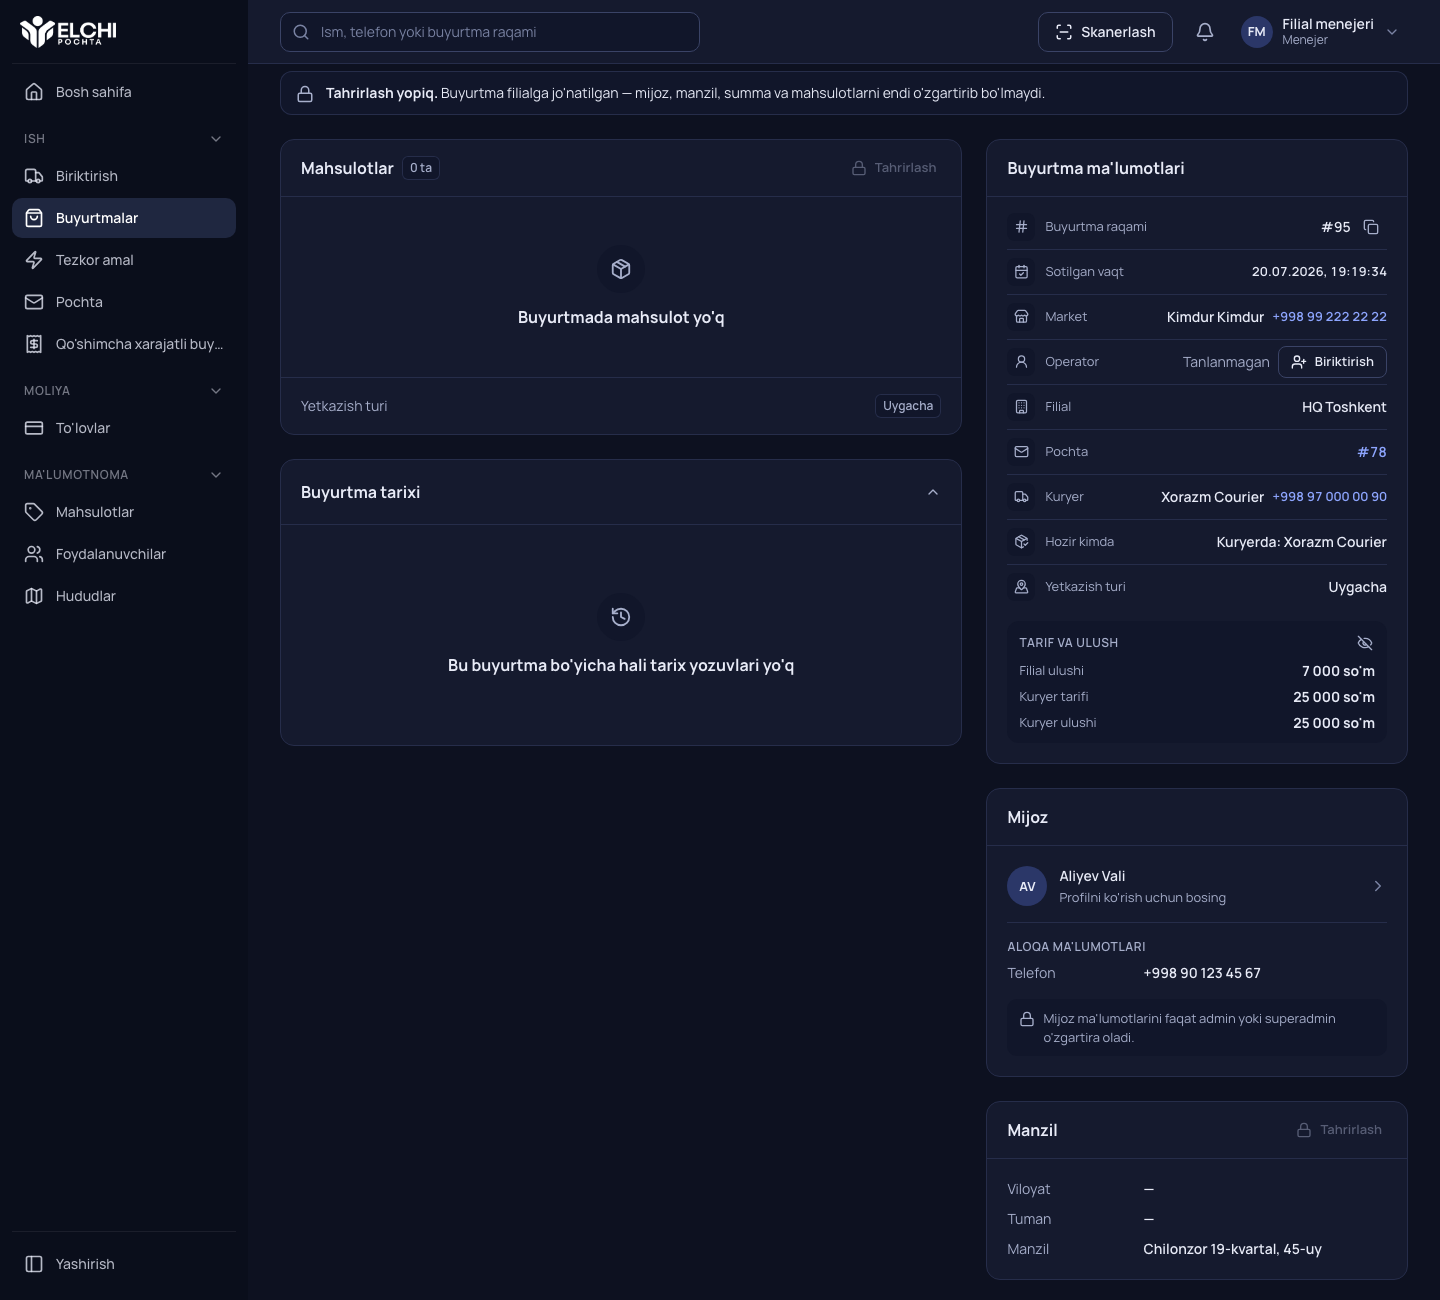 ELCHI
POCHTA
Ism, telefon yoki buyurtma raqami
Skanerlash
FM
Filial menejeri
Menejer
Bosh sahifa
ISH
Biriktirish
Buyurtmalar
Tezkor amal
Pochta
Qo'shimcha xarajatli buy...
MOLIYA
To'lovlar
MA'LUMOTNOMA
Mahsulotlar
Foydalanuvchilar
Hududlar
Yashirish
Tahrirlash yopiq. Buyurtma filialga jo'natilgan — mijoz, manzil, summa va mahsulotlarni endi o'zgartirib bo'lmaydi.
Mahsulotlar 0 ta Tahrirlash
Buyurtmada mahsulot yo'q
Yetkazish turi Uygacha
Buyurtma tarixi
Bu buyurtma bo'yicha hali tarix yozuvlari yo'q
Buyurtma ma'lumotlari
Buyurtma raqami #95
Sotilgan vaqt 20.07.2026, 19:19:34
Market Kimdur Kimdur +998 99 222 22 22
Operator Tanlanmagan Biriktirish
Filial HQ Toshkent
Pochta #78
Kuryer Xorazm Courier +998 97 000 00 90
Hozir kimda Kuryerda: Xorazm Courier
Yetkazish turi Uygacha
TARIF VA ULUSH
Filial ulushi 7 000 so'm
Kuryer tarifi 25 000 so'm
Kuryer ulushi 25 000 so'm
Mijoz
AV
Aliyev Vali
Profilni ko'rish uchun bosing
ALOQA MA'LUMOTLARI
Telefon +998 90 123 45 67
Mijoz ma'lumotlarini faqat admin yoki superadmin
o'zgartira oladi.
Manzil Tahrirlash
Viloyat —
Tuman —
Manzil Chilonzor 19-kvartal, 45-uy